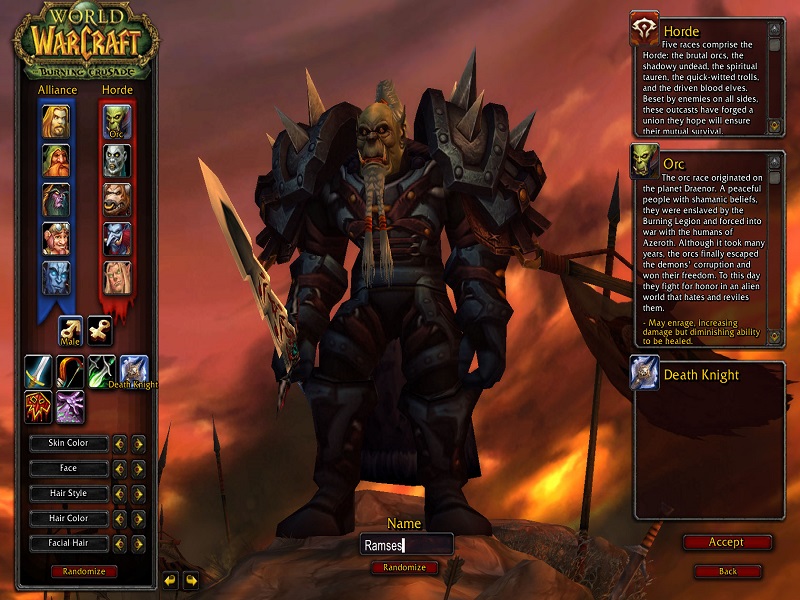 WORLD
OF
WARCRAFT
BURNING CRUSADE
Alliance
Horde
Orc
Male
Death Knight
Skin Color
Face
Hair Style
Hair Color
Facial Hair
Randomize
Name
Ramses
Randomize
Horde
Five races comprise the
Horde: the brutal orcs, the
shadowy undead, the spiritual
tauren, the quick-witted trolls,
and the driven blood elves.
Beset by enemies on all sides,
these outcasts have forged a
union they hope will ensure
their mutual survival.
Orc
The orc race originated on
the planet Draenor. A peaceful
people with shamanic beliefs,
they were enslaved by the
Burning Legion and forced into
war with the humans of
Azeroth. Although it took many
years, the orcs finally escaped
the demons' corruption and
won their freedom. To this day
they fight for honor in an alien
world that hates and reviles
them.
- May enrage, increasing
damage but diminishing ability
to be healed.
Death Knight
Accept
Back